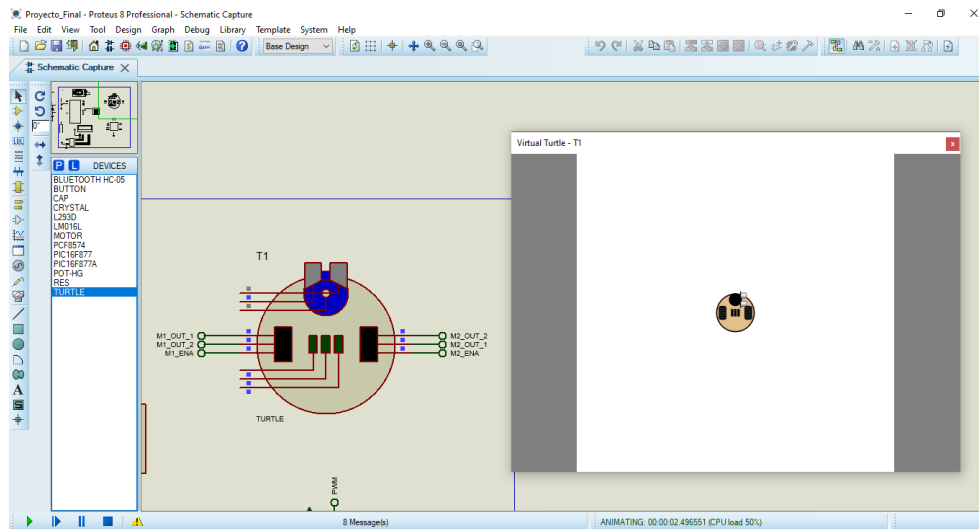 Proyecto_Final - Proteus 8 Professional - Schematic Capture
File Edit View Tool Design Graph Debug Library Template System Help
Base Design
Schematic Capture
0°
LBL
P L DEVICES
BLUETOOTH HC-05
BUTTON
CAP
CRYSTAL
L293D
LM016L
MOTOR
PCF8574
PIC16F877
PIC16F877A
POT-HG
RES
TURTLE
A
S
T1
M1_OUT_1
M1_OUT_2
M1_ENA
M2_OUT_2
M2_OUT_1
M2_ENA
TURTLE
PWM
Virtual Turtle - T1
8 Message(s)
ANIMATING: 00:00:02.496551 (CPU load 50%)